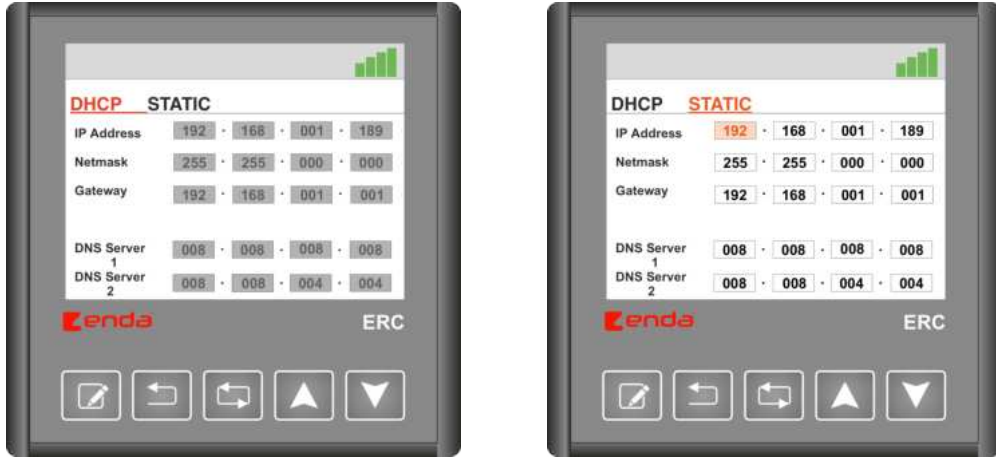 DHCP STATIC
IP Address 192 . 168 . 001 . 189
Netmask 255 . 255 . 000 . 000
Gateway 192 . 168 . 001 . 001
DNS Server 1 008 . 008 . 008 . 008
DNS Server 2 008 . 008 . 004 . 004
enda ERC
DHCP STATIC
IP Address 192 . 168 . 001 . 189
Netmask 255 . 255 . 000 . 000
Gateway 192 . 168 . 001 . 001
DNS Server 1 008 . 008 . 008 . 008
DNS Server 2 008 . 008 . 004 . 004
enda ERC